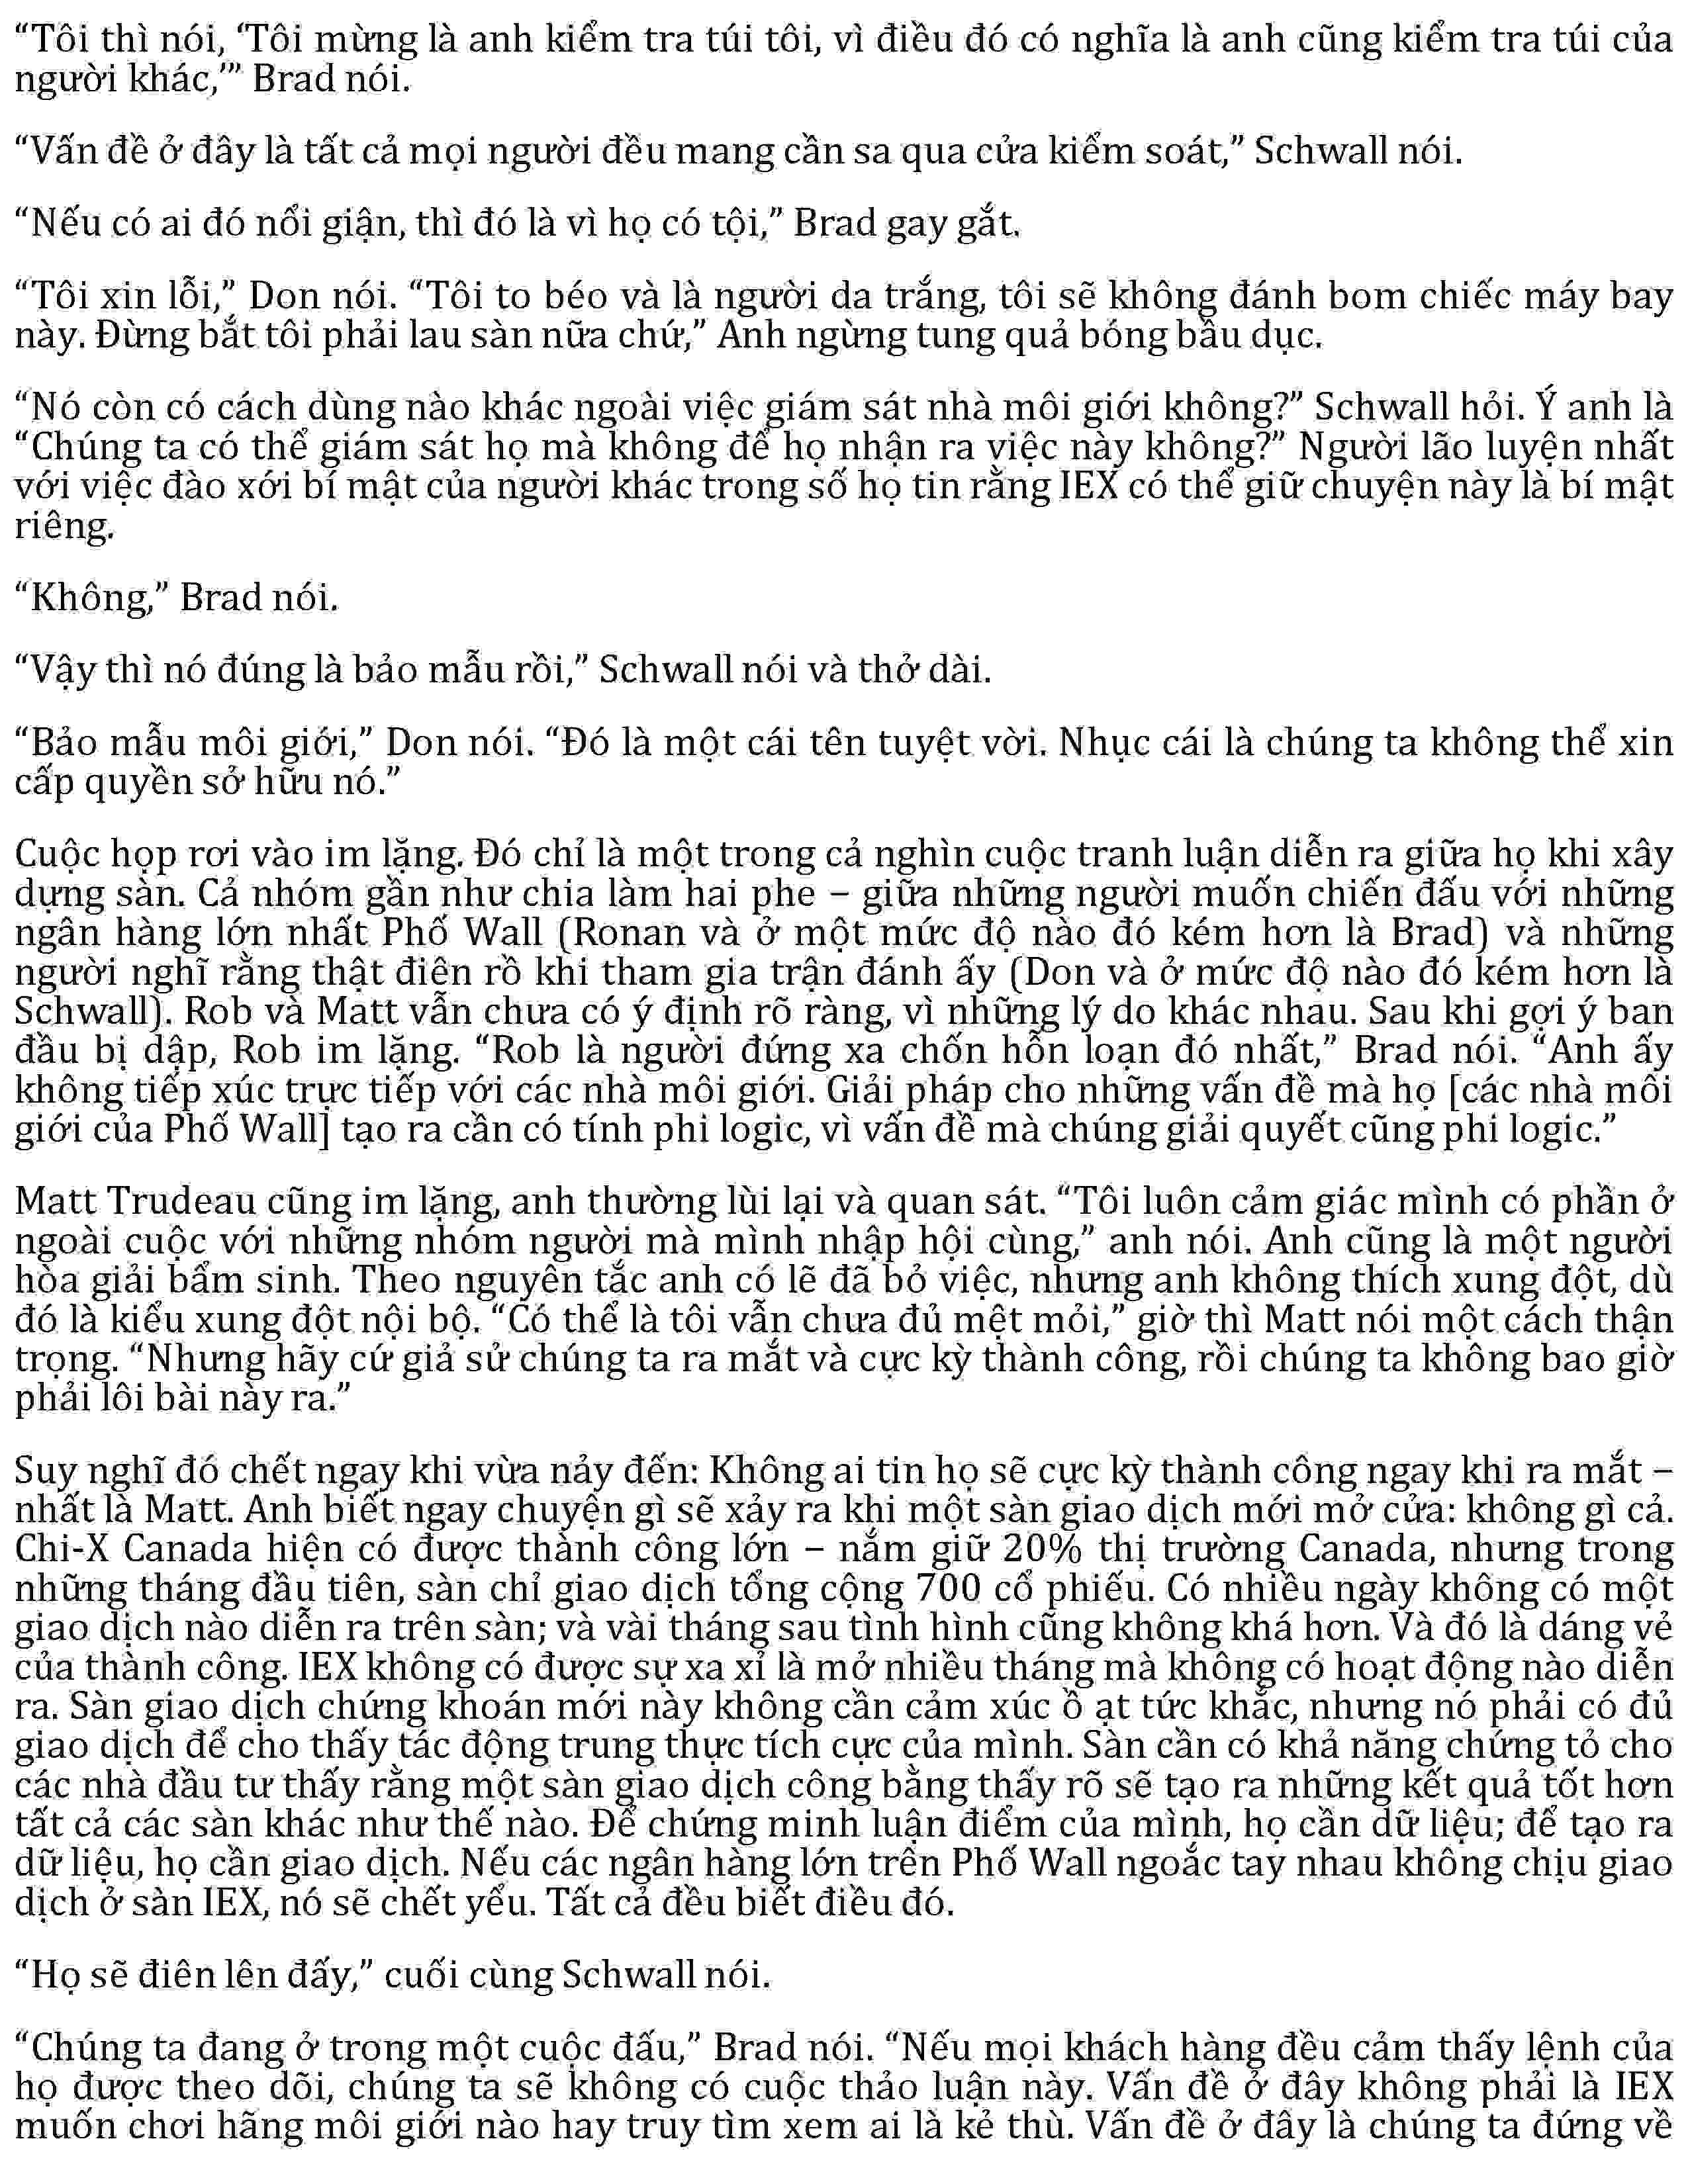 “Tôi thì nói, ‘Tôi mừng là anh kiểm tra túi tôi, vì điều đó có nghĩa là anh cũng kiểm tra túi của
người khác,’” Brad nói.
“Vấn đề ở đây là tất cả mọi người đều mang cần sa qua cửa kiểm soát,” Schwall nói.
“Nếu có ai đó nổi giận, thì đó là vì họ có tội,” Brad gay gắt.
“Tôi xin lỗi,” Don nói. “Tôi to béo và là người da trắng, tôi sẽ không đánh bom chiếc máy bay
này. Đừng bắt tôi phải lau sàn nữa chứ,” Anh ngừng tung quả bóng bầu dục.
“Nó còn có cách dùng nào khác ngoài việc giám sát nhà môi giới không?” Schwall hỏi. Ý anh là
“Chúng ta có thể giám sát họ mà không để họ nhận ra việc này không?” Người lão luyện nhất
với việc đào xới bí mật của người khác trong số họ tin rằng IEX có thể giữ chuyện này là bí mật
riêng.
“Không,” Brad nói.
“Vậy thì nó đúng là bảo mẫu rồi,” Schwall nói và thở dài.
“Bảo mẫu môi giới,” Don nói. “Đó là một cái tên tuyệt vời. Nhục cái là chúng ta không thể xin
cấp quyền sở hữu nó.”
Cuộc họp rơi vào im lặng. Đó chỉ là một trong cả nghìn cuộc tranh luận diễn ra giữa họ khi xây
dựng sàn. Cả nhóm gần như chia làm hai phe – giữa những người muốn chiến đấu với những
ngân hàng lớn nhất Phố Wall (Ronan và ở một mức độ nào đó kém hơn là Brad) và những
người nghĩ rằng thật điên rồ khi tham gia trận đánh ấy (Don và ở mức độ nào đó kém hơn là
Schwall). Rob và Matt vẫn chưa có ý định rõ ràng, vì những lý do khác nhau. Sau khi gợi ý ban
đầu bị dập, Rob im lặng. “Rob là người đứng xa chốn hỗn loạn đó nhất,” Brad nói. “Anh ấy
không tiếp xúc trực tiếp với các nhà môi giới. Giải pháp cho những vấn đề mà họ [các nhà môi
giới của Phố Wall] tạo ra cần có tính phi logic, vì vấn đề mà chúng giải quyết cũng phi logic.”
Matt Trudeau cũng im lặng, anh thường lùi lại và quan sát. “Tôi luôn cảm giác mình có phần ở
ngoài cuộc với những nhóm người mà mình nhập hội cùng,” anh nói. Anh cũng là một người
hòa giải bẩm sinh. Theo nguyên tắc anh có lẽ đã bỏ việc, nhưng anh không thích xung đột, dù
đó là kiểu xung đột nội bộ. “Có thể là tôi vẫn chưa đủ mệt mỏi,” giờ thì Matt nói một cách thận
trọng. “Nhưng hãy cứ giả sử chúng ta ra mắt và cực kỳ thành công, rồi chúng ta không bao giờ
phải lôi bài này ra.”
Suy nghĩ đó chết ngay khi vừa nảy đến: Không ai tin họ sẽ cực kỳ thành công ngay khi ra mắt –
nhất là Matt. Anh biết ngay chuyện gì sẽ xảy ra khi một sàn giao dịch mới mở cửa: không gì cả.
Chi-X Canada hiện có được thành công lớn – nắm giữ 20% thị trường Canada, nhưng trong
những tháng đầu tiên, sàn chỉ giao dịch tổng cộng 700 cổ phiếu. Có nhiều ngày không có một
giao dịch nào diễn ra trên sàn; và vài tháng sau tình hình cũng không khá hơn. Và đó là dáng vẻ
của thành công. IEX không có được sự xa xỉ là mở nhiều tháng mà không có hoạt động nào diễn
ra. Sàn giao dịch chứng khoán mới này không cần cảm xúc ồ ạt tức khắc, nhưng nó phải có đủ
giao dịch để cho thấy tác động trung thực tích cực của mình. Sàn cần có khả năng chứng tỏ cho
các nhà đầu tư thấy rằng một sàn giao dịch công bằng thấy rõ sẽ tạo ra những kết quả tốt hơn
tất cả các sàn khác như thế nào. Để chứng minh luận điểm của mình, họ cần dữ liệu; để tạo ra
dữ liệu, họ cần giao dịch. Nếu các ngân hàng lớn trên Phố Wall ngoắc tay nhau không chịu giao
dịch ở sàn IEX, nó sẽ chết yểu. Tất cả đều biết điều đó.
“Họ sẽ điên lên đấy,” cuối cùng Schwall nói.
“Chúng ta đang ở trong một cuộc đấu,” Brad nói. “Nếu mọi khách hàng đều cảm thấy lệnh của
họ được theo dõi, chúng ta sẽ không có cuộc thảo luận này. Vấn đề ở đây không phải là IEX
muốn chơi hãng môi giới nào hay truy tìm xem ai là kẻ thù. Vấn đề ở đây là chúng ta đứng về